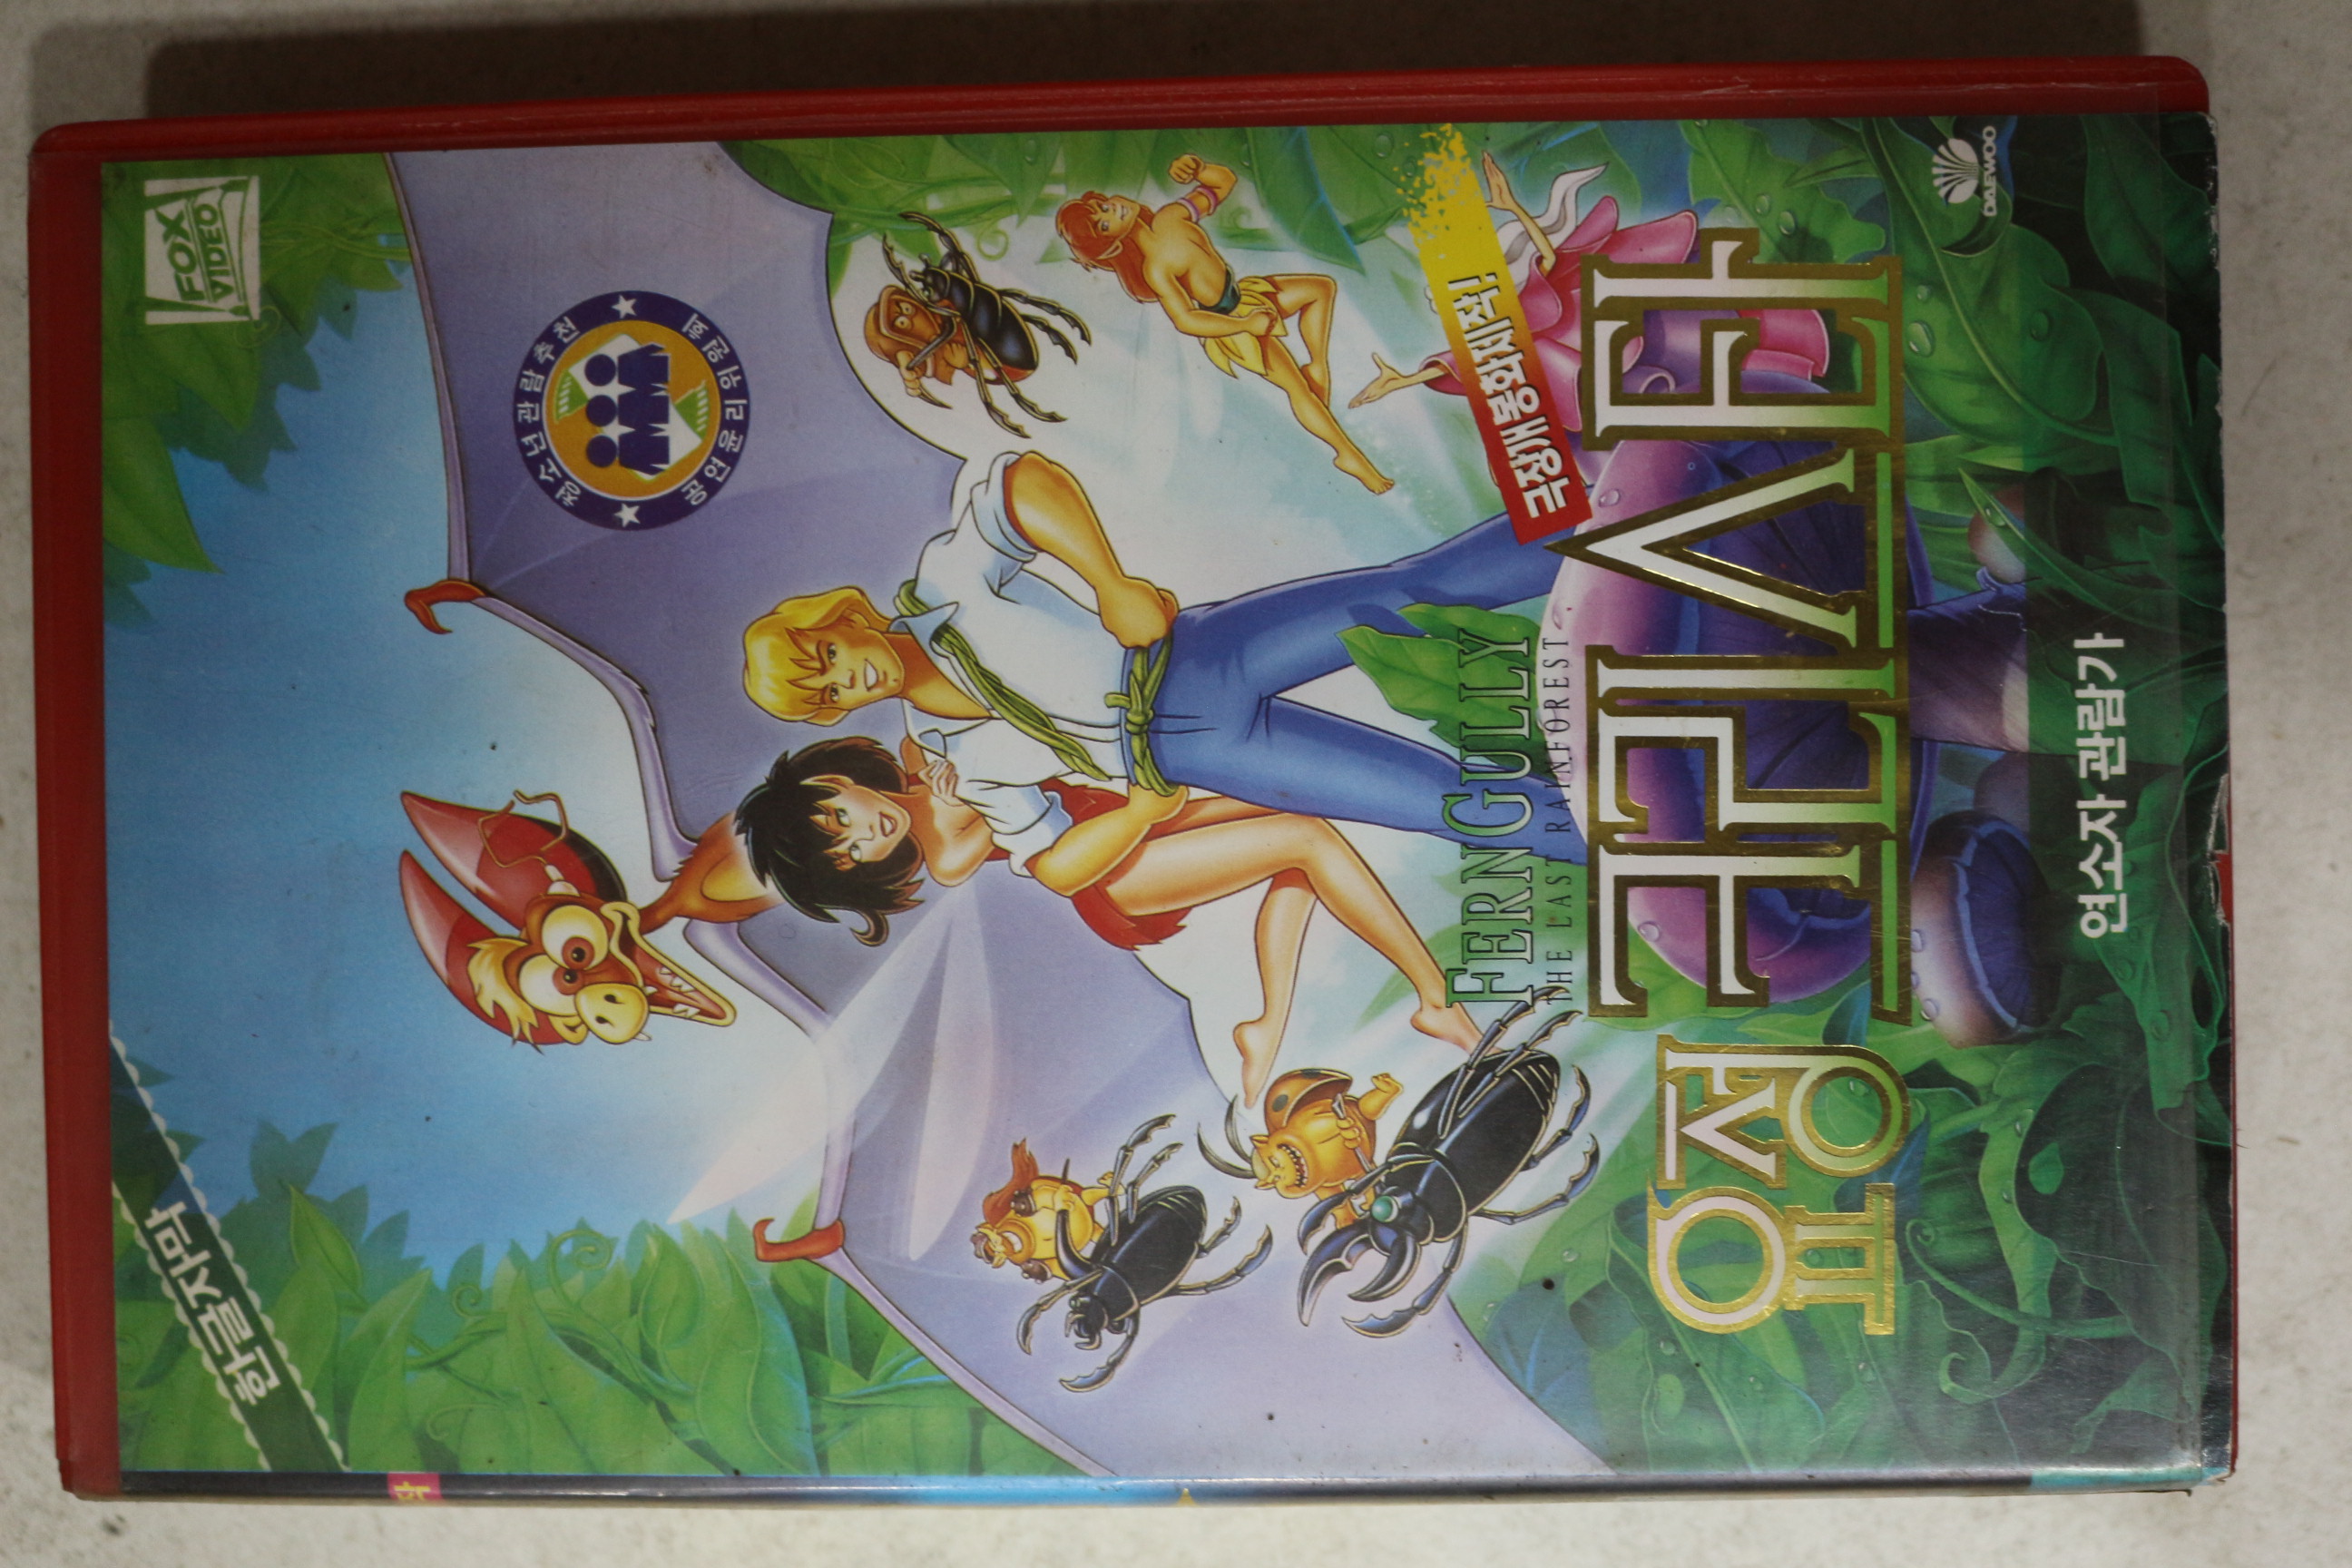 한글자막
FOX
VIDEO
청소년관람추천
공연윤리위원회
극장개봉화제작!
FERNGULLY
THE LAST RAINFOREST
요정 크리스타
DAEWOO
연소자 관람가